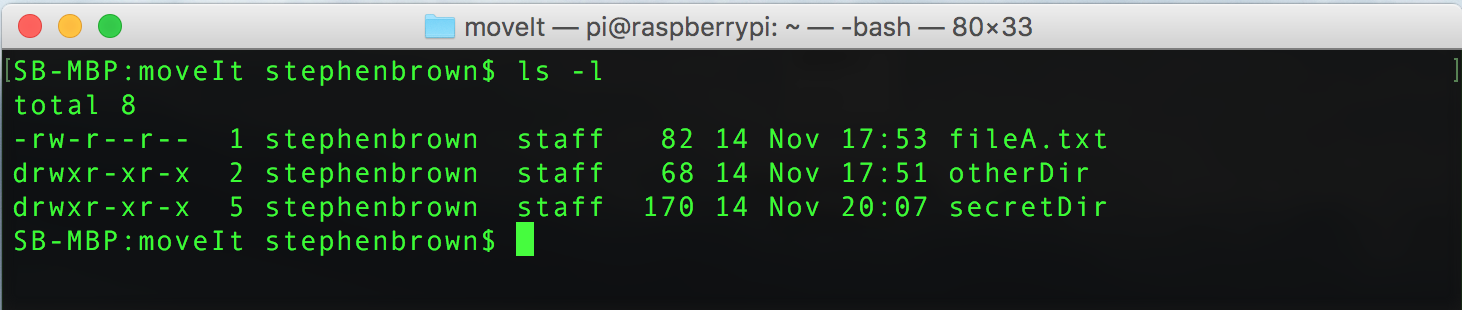 moveIt — pi@raspberrypi: ~ — -bash — 80×33
[SB-MBP:moveIt stephenbrown$ ls -l ]
total 8
-rw-r--r--  1 stephenbrown  staff   82 14 Nov 17:53 fileA.txt
drwxr-xr-x  2 stephenbrown  staff   68 14 Nov 17:51 otherDir
drwxr-xr-x  5 stephenbrown  staff  170 14 Nov 20:07 secretDir
SB-MBP:moveIt stephenbrown$